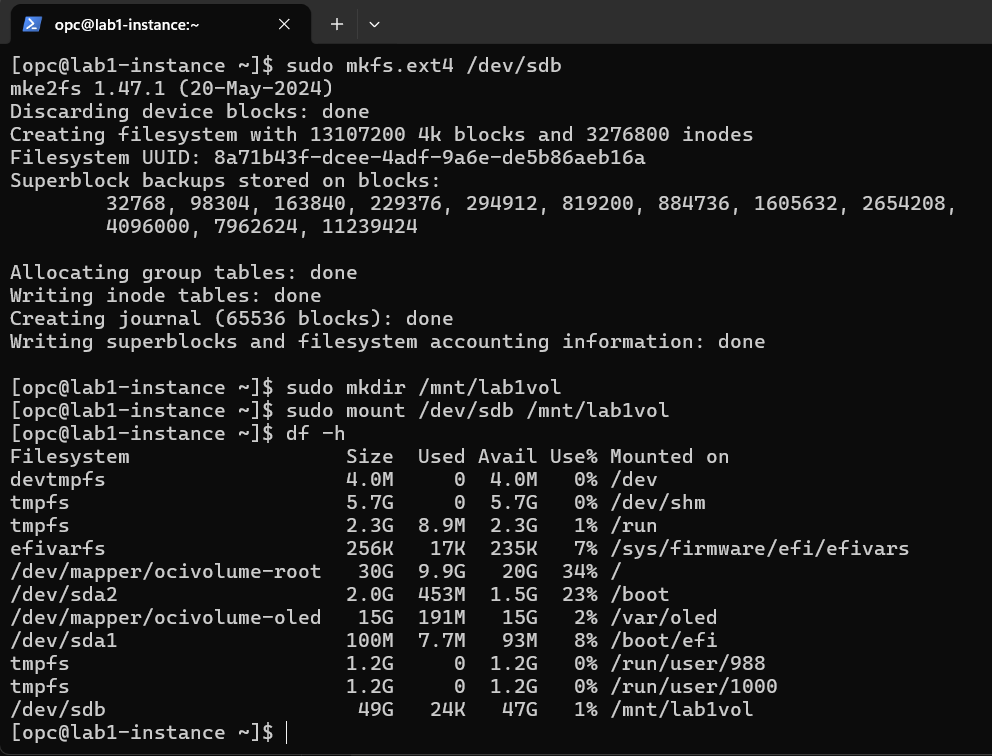 opc@lab1-instance:~
[opc@lab1-instance ~]$ sudo mkfs.ext4 /dev/sdb
mke2fs 1.47.1 (20-May-2024)
Discarding device blocks: done
Creating filesystem with 13107200 4k blocks and 3276800 inodes
Filesystem UUID: 8a71b43f-dcee-4adf-9a6e-de5b86aeb16a
Superblock backups stored on blocks:
        32768, 98304, 163840, 229376, 294912, 819200, 884736, 1605632, 2654208,
        4096000, 7962624, 11239424

Allocating group tables: done
Writing inode tables: done
Creating journal (65536 blocks): done
Writing superblocks and filesystem accounting information: done

[opc@lab1-instance ~]$ sudo mkdir /mnt/lab1vol
[opc@lab1-instance ~]$ sudo mount /dev/sdb /mnt/lab1vol
[opc@lab1-instance ~]$ df -h
Filesystem                  Size  Used Avail Use% Mounted on
devtmpfs                    4.0M     0  4.0M   0% /dev
tmpfs                       5.7G     0  5.7G   0% /dev/shm
tmpfs                       2.3G  8.9M  2.3G   1% /run
efivarfs                    256K   17K  235K   7% /sys/firmware/efi/efivars
/dev/mapper/ocivolume-root   30G  9.9G   20G  34% /
/dev/sda2                   2.0G  453M  1.5G  23% /boot
/dev/mapper/ocivolume-oled   15G  191M   15G   2% /var/oled
/dev/sda1                   100M  7.7M   93M   8% /boot/efi
tmpfs                       1.2G     0  1.2G   0% /run/user/988
tmpfs                       1.2G     0  1.2G   0% /run/user/1000
/dev/sdb                     49G   24K   47G   1% /mnt/lab1vol
[opc@lab1-instance ~]$